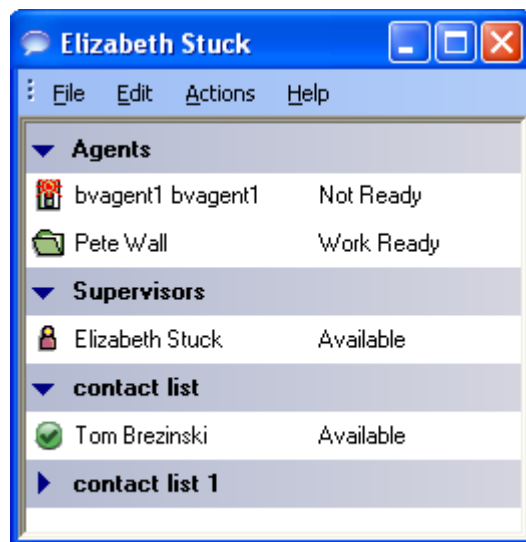 Elizabeth Stuck
File Edit Actions Help
Agents
bvagent1 bvagent1 Not Ready
Pete Wall Work Ready
Supervisors
Elizabeth Stuck Available
contact list
Tom Brezinski Available
contact list 1